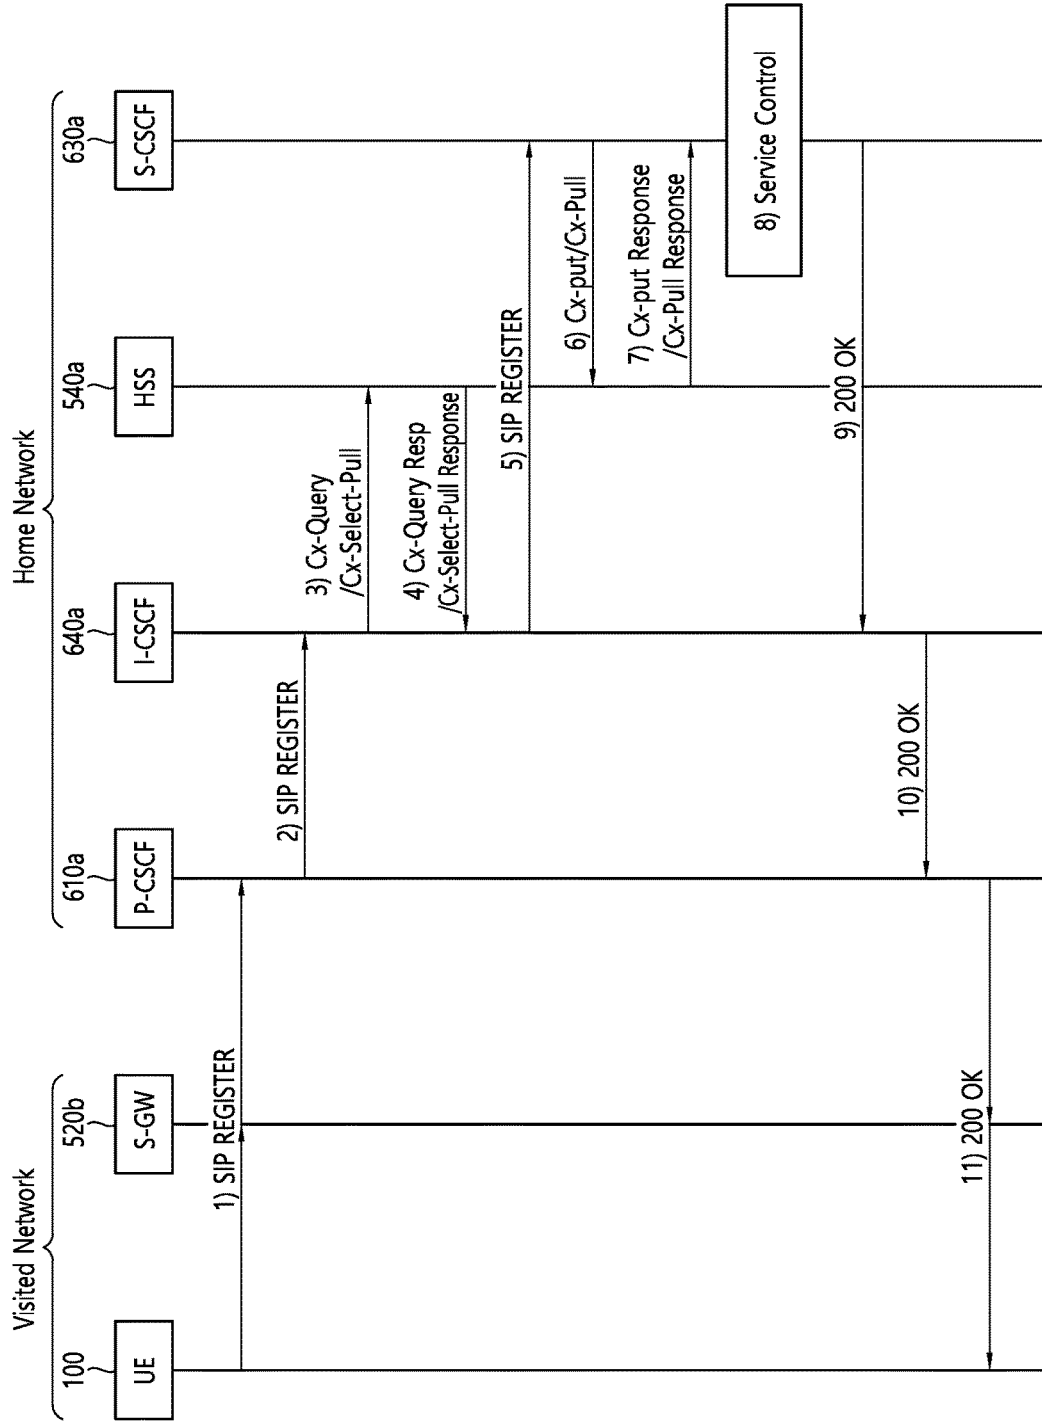 Visited Network
Home Network
100
520b
610a
640a
540a
630a
UE
S-GW
P-CSCF
I-CSCF
HSS
S-CSCF
1) SIP REGISTER
2) SIP REGISTER
3) Cx-Query
/Cx-Select-Pull
4) Cx-Query Resp
/Cx-Select-Pull Response
5) SIP REGISTER
6) Cx-put/Cx-Pull
7) Cx-put Response
/Cx-Pull Response
8) Service Control
9) 200 OK
10) 200 OK
11) 200 OK